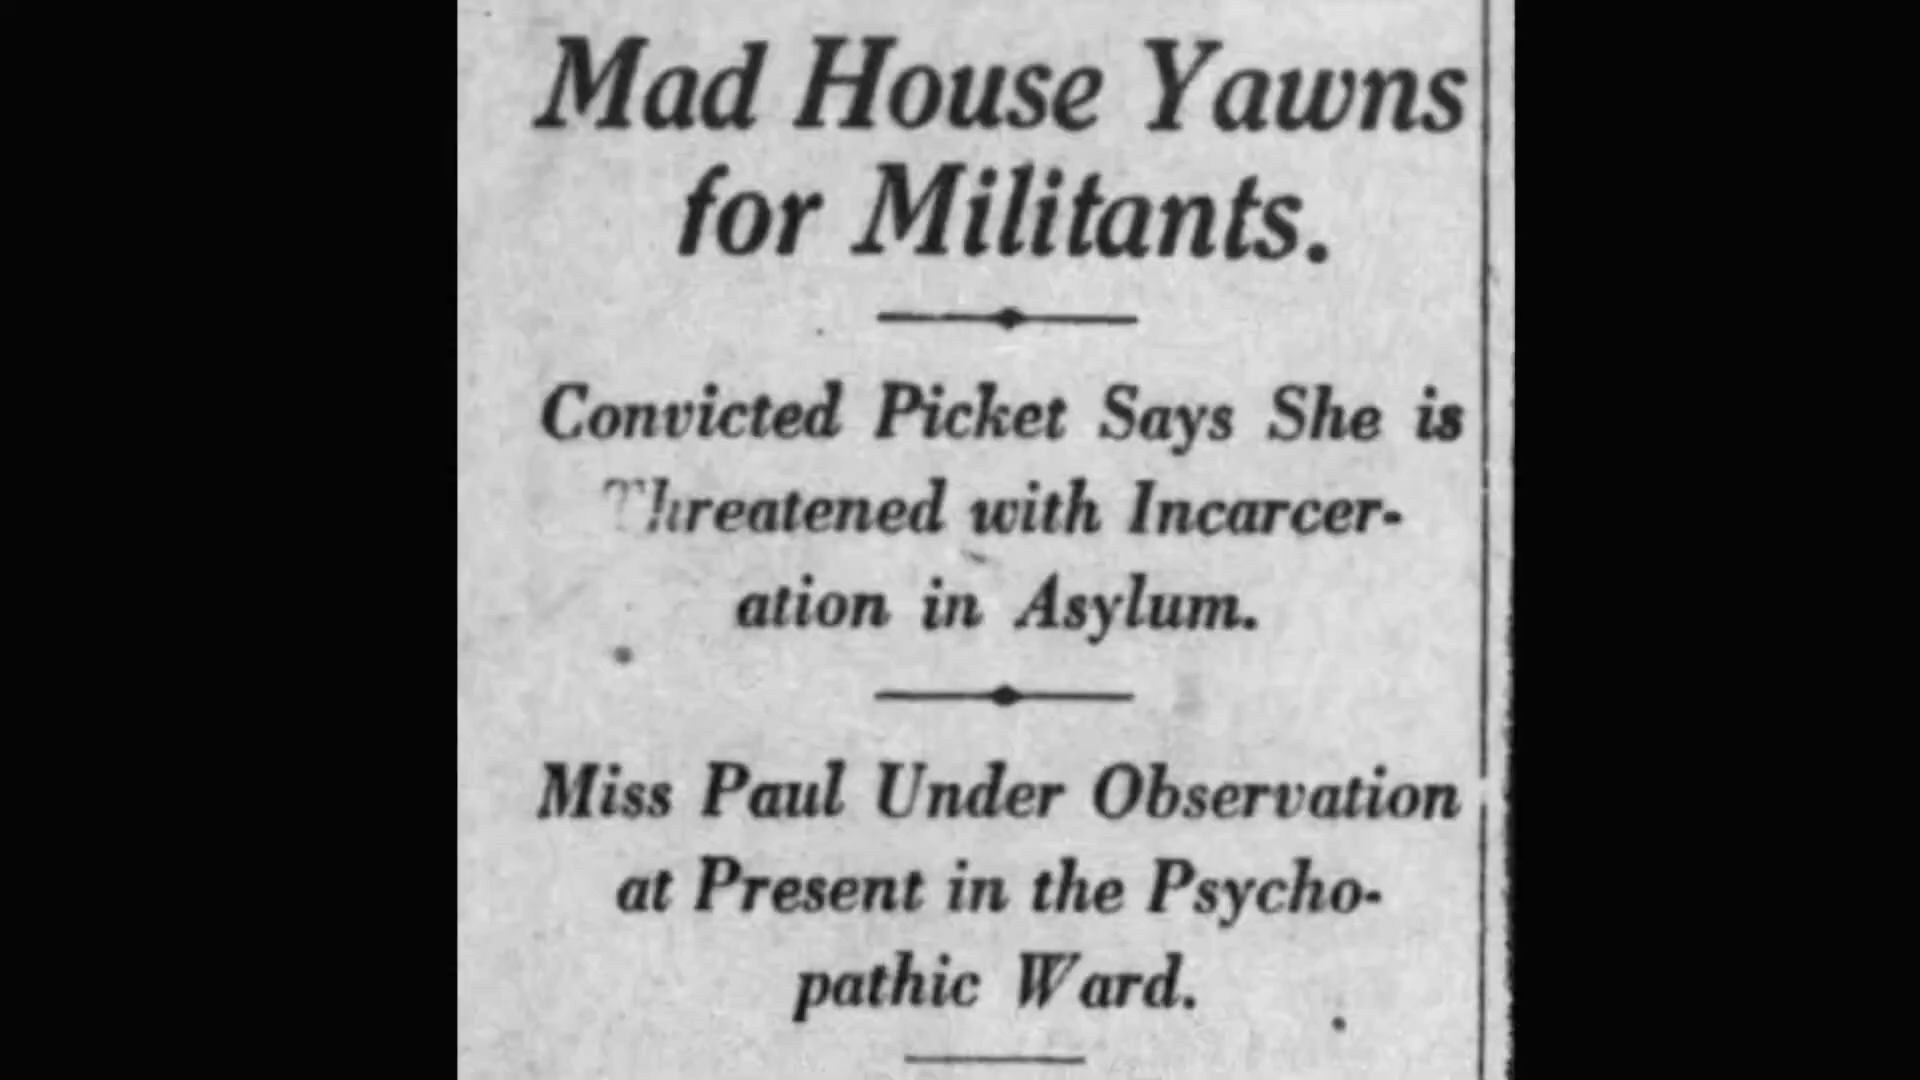 Mad House Yawns
for Militants.
Convicted Picket Says She is
Threatened with Incarcer-
ation in Asylum.
Miss Paul Under Observation
at Present in the Psycho-
pathic Ward.